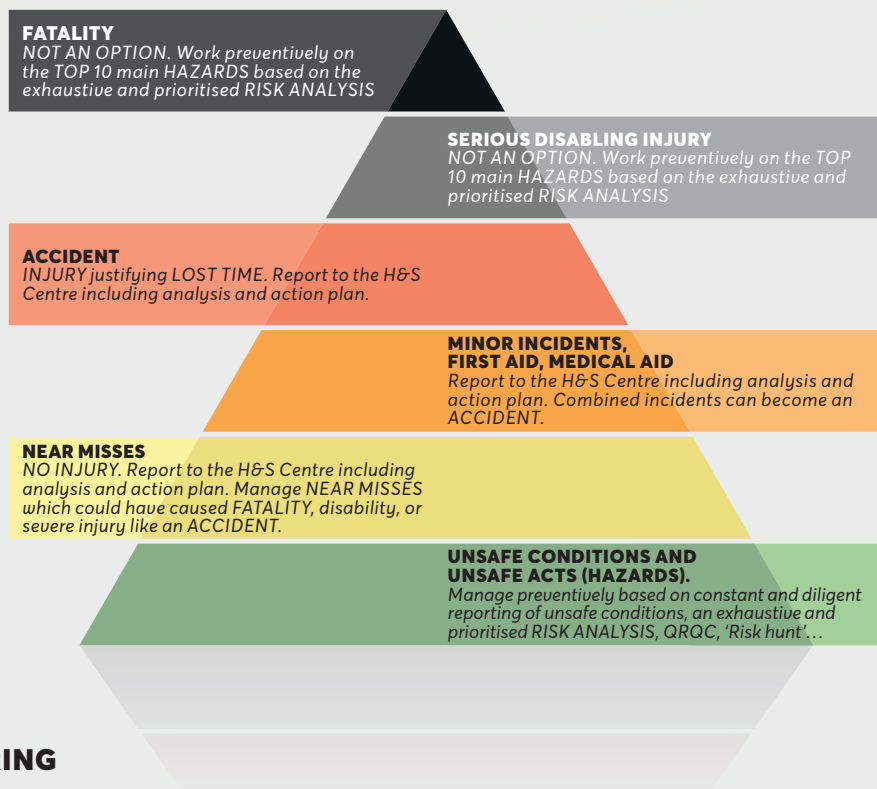 FATALITY
NOT AN OPTION. Work preventively on
the TOP 10 main HAZARDS based on the
exhaustive and prioritised RISK ANALYSIS
SERIOUS DISABLING INJURY
NOT AN OPTION. Work preventively on the TOP
10 main HAZARDS based on the exhaustive and
prioritised RISK ANALYSIS
ACCIDENT
INJURY justifying LOST TIME. Report to the H&S
Centre including analysis and action plan.
MINOR INCIDENTS,
FIRST AID, MEDICAL AID
Report to the H&S Centre including analysis and
action plan. Combined incidents can become an
ACCIDENT.
NEAR MISSES
NO INJURY. Report to the H&S Centre including
analysis and action plan. Manage NEAR MISSES
which could have caused FATALITY, disability, or
severe injury like an ACCIDENT.
UNSAFE CONDITIONS AND
UNSAFE ACTS (HAZARDS).
Manage preventively based on constant and diligent
reporting of unsafe conditions, an exhaustive and
prioritised RISK ANALYSIS, QRQC, ‘Risk hunt’…
ING